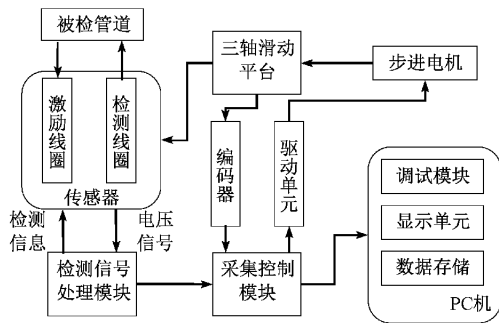 被检管道
三轴滑动
平台
步进电机
激励线圈
检测线圈
传感器
编码器
驱动单元
调试模块
显示单元
数据存储
PC机
检测
信息
电压
信号
检测信号
处理模块
采集控制
模块